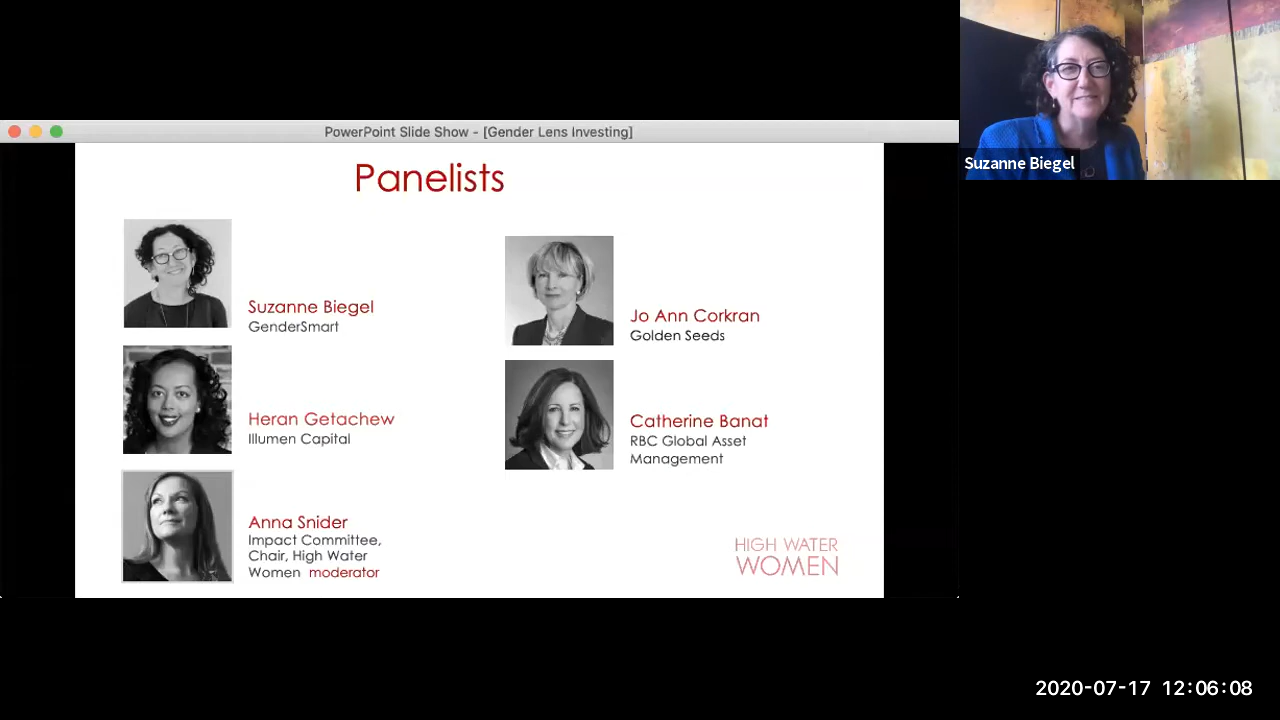 PowerPoint Slide Show - [Gender Lens Investing]
Panelists
Suzanne Biegel
GenderSmart
Heran Getachew
Illumen Capital
Anna Snider
Impact Committee,
Chair, High Water
Women moderator
Jo Ann Corkran
Golden Seeds
Catherine Banat
RBC Global Asset
Management
HIGH WATER
WOMEN
Suzanne Biegel
2020-07-17 12:06:08